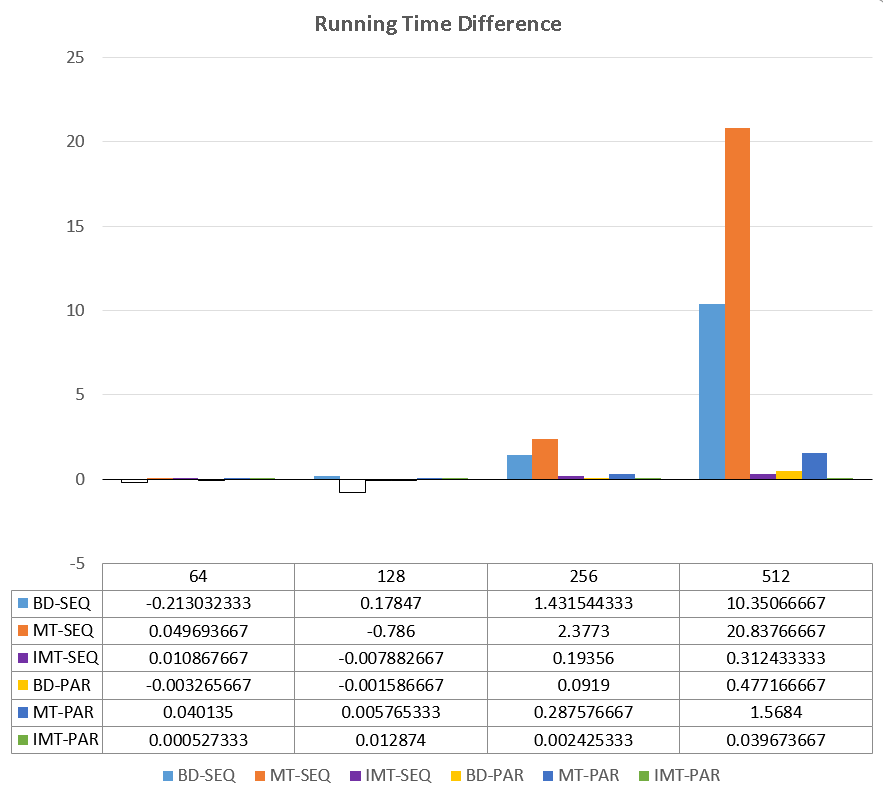 Running Time Difference
25
20
15
10
5
0
-5
64 128 256 512
BD-SEQ -0.213032333 0.17847 1.431544333 10.35066667
MT-SEQ 0.049693667 -0.786 2.3773 20.83766667
IMT-SEQ 0.010867667 -0.007882667 0.19356 0.312433333
BD-PAR -0.003265667 -0.001586667 0.0919 0.477166667
MT-PAR 0.040135 0.005765333 0.287576667 1.5684
IMT-PAR 0.000527333 0.012874 0.002425333 0.039673667
BD-SEQ MT-SEQ IMT-SEQ BD-PAR MT-PAR IMT-PAR